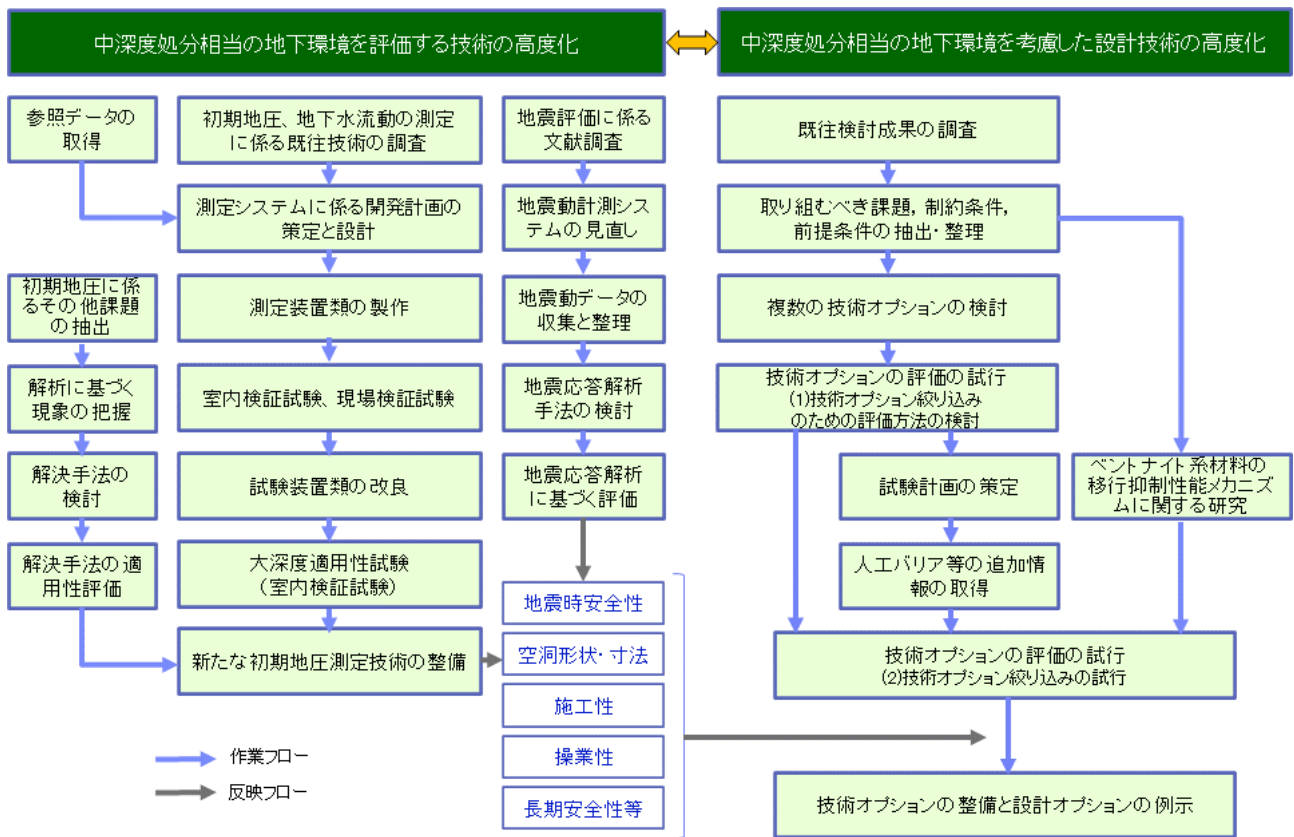 中深度処分相当の地下環境を評価する技術の高度化
中深度処分相当の地下環境を考慮した設計技術の高度化
参照データの
取得
初期地圧、地下水流動の測定
に係る既往技術の調査
地震評価に係る
文献調査
既往検討成果の調査
測定システムに係る開発計画の
策定と設計
地震動計測シス
テムの見直し
取り組むべき課題，制約条件，
前提条件の抽出・整理
初期地圧に係
るその他課題
の抽出
測定装置類の製作
地震動データの
収集と整理
複数の技術オプションの検討
解析に基づく
現象の把握
室内検証試験、現場検証試験
地震応答解析
手法の検討
技術オプションの評価の試行
(1)技術オプション絞り込み
のための評価方法の検討
解決手法の
検討
試験装置類の改良
地震応答解析
に基づく評価
試験計画の策定
ベントナイト系材料の
移行抑制性能メカニズ
ムに関する研究
解決手法の適
用性評価
大深度適用性試験
（室内検証試験）
人工バリア等の追加情
報の取得
地震時安全性
新たな初期地圧測定技術の整備
空洞形状・寸法
技術オプションの評価の試行
(2)技術オプション絞り込みの試行
施工性
作業フロー
操業性
反映フロー
長期安全性等
技術オプションの整備と設計オプションの例示